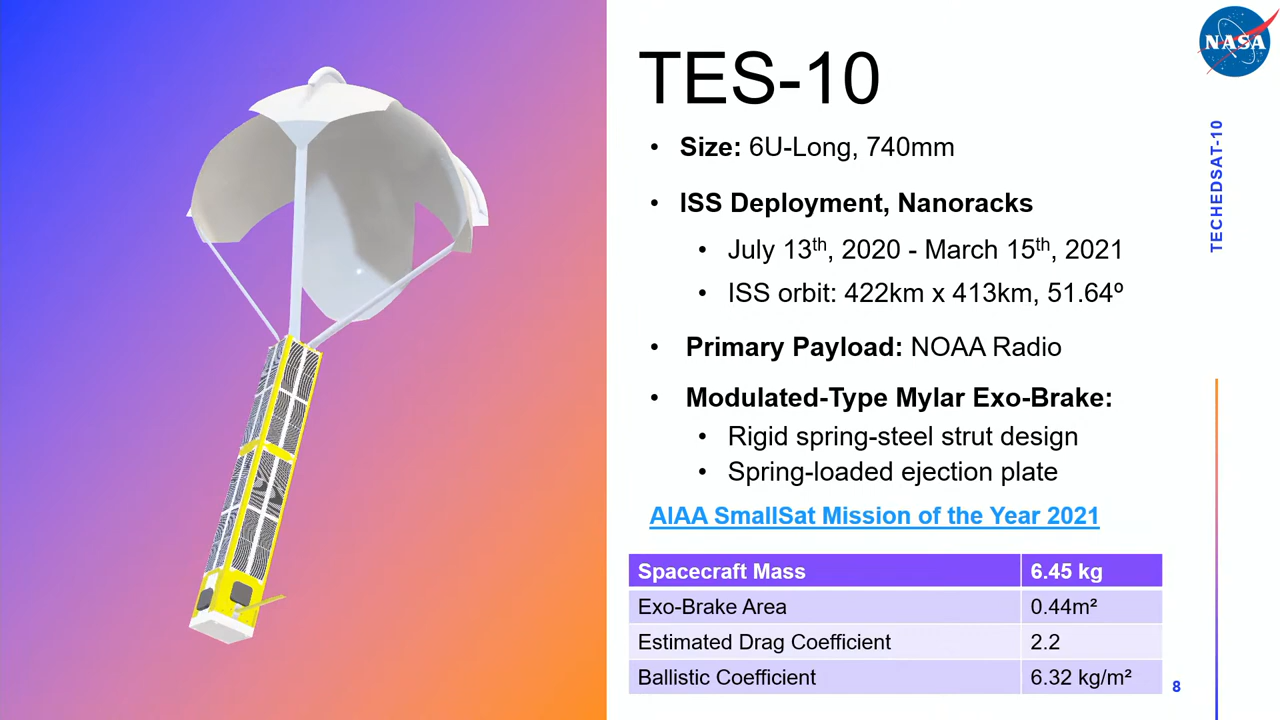 NASA
TES-10
TECHEDSAT-10
• Size: 6U-Long, 740mm
• ISS Deployment, Nanoracks
• July 13th, 2020 - March 15th, 2021
• ISS orbit: 422km x 413km, 51.64º
• Primary Payload: NOAA Radio
• Modulated-Type Mylar Exo-Brake:
• Rigid spring-steel strut design
• Spring-loaded ejection plate
AIAA SmallSat Mission of the Year 2021
Spacecraft Mass 6.45 kg
Exo-Brake Area 0.44m²
Estimated Drag Coefficient 2.2
Ballistic Coefficient 6.32 kg/m²
8